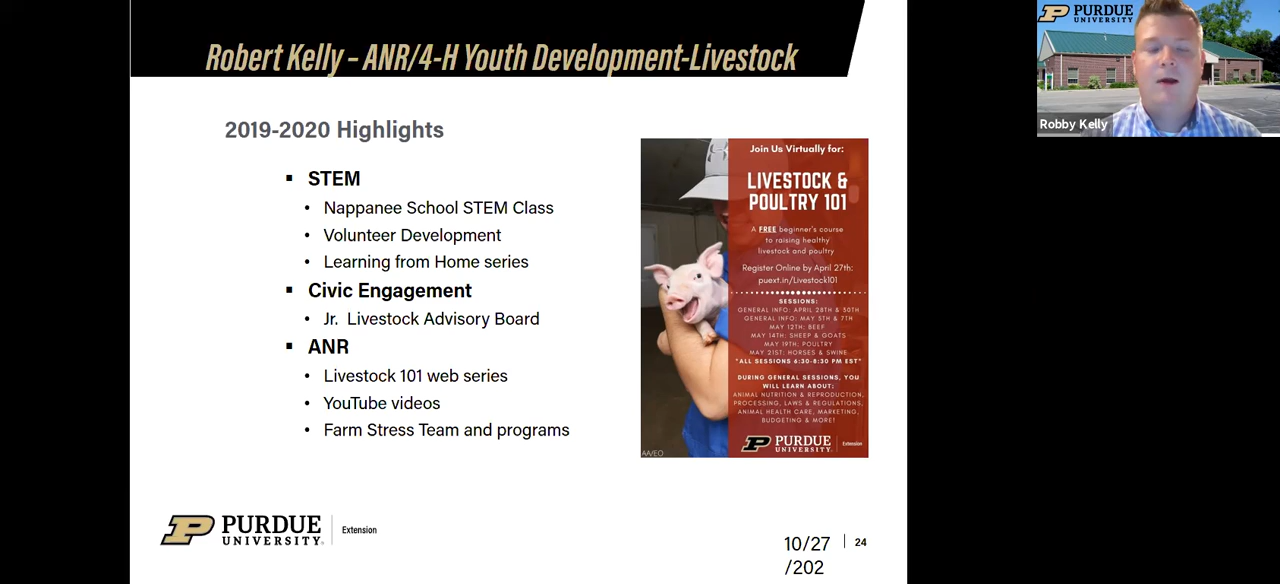 Robert Kelly – ANR/4-H Youth Development-Livestock
2019-2020 Highlights
▪ STEM
• Nappanee School STEM Class
• Volunteer Development
• Learning from Home series
▪ Civic Engagement
• Jr. Livestock Advisory Board
▪ ANR
• Livestock 101 web series
• YouTube videos
• Farm Stress Team and programs
Join Us Virtually for:
LIVESTOCK &
POULTRY 101
A FREE beginner's course
to raising healthy
livestock and poultry
Register Online by April 27th:
puext.in/Livestock101
SESSIONS:
GENERAL INFO: APRIL 28TH & 30TH
GENERAL INFO: MAY 5TH & 7TH
MAY 12TH: BEEF
MAY 14TH: SHEEP & GOATS
MAY 19TH: POULTRY
MAY 21ST: HORSES & SWINE
*ALL SESSIONS 6:30-8:30 PM EST*
DURING GENERAL SESSIONS, YOU
WILL LEARN ABOUT:
ANIMAL NUTRITION & REPRODUCTION,
PROCESSING, LAWS & REGULATIONS,
ANIMAL HEALTH CARE, MARKETING,
BUDGETING & MORE!
PURDUE
UNIVERSITY.
Extension
AA/EO
PURDUE
UNIVERSITY.
Extension
10/27
/202
24
PURDUE
UNIVERSITY
Robby Kelly